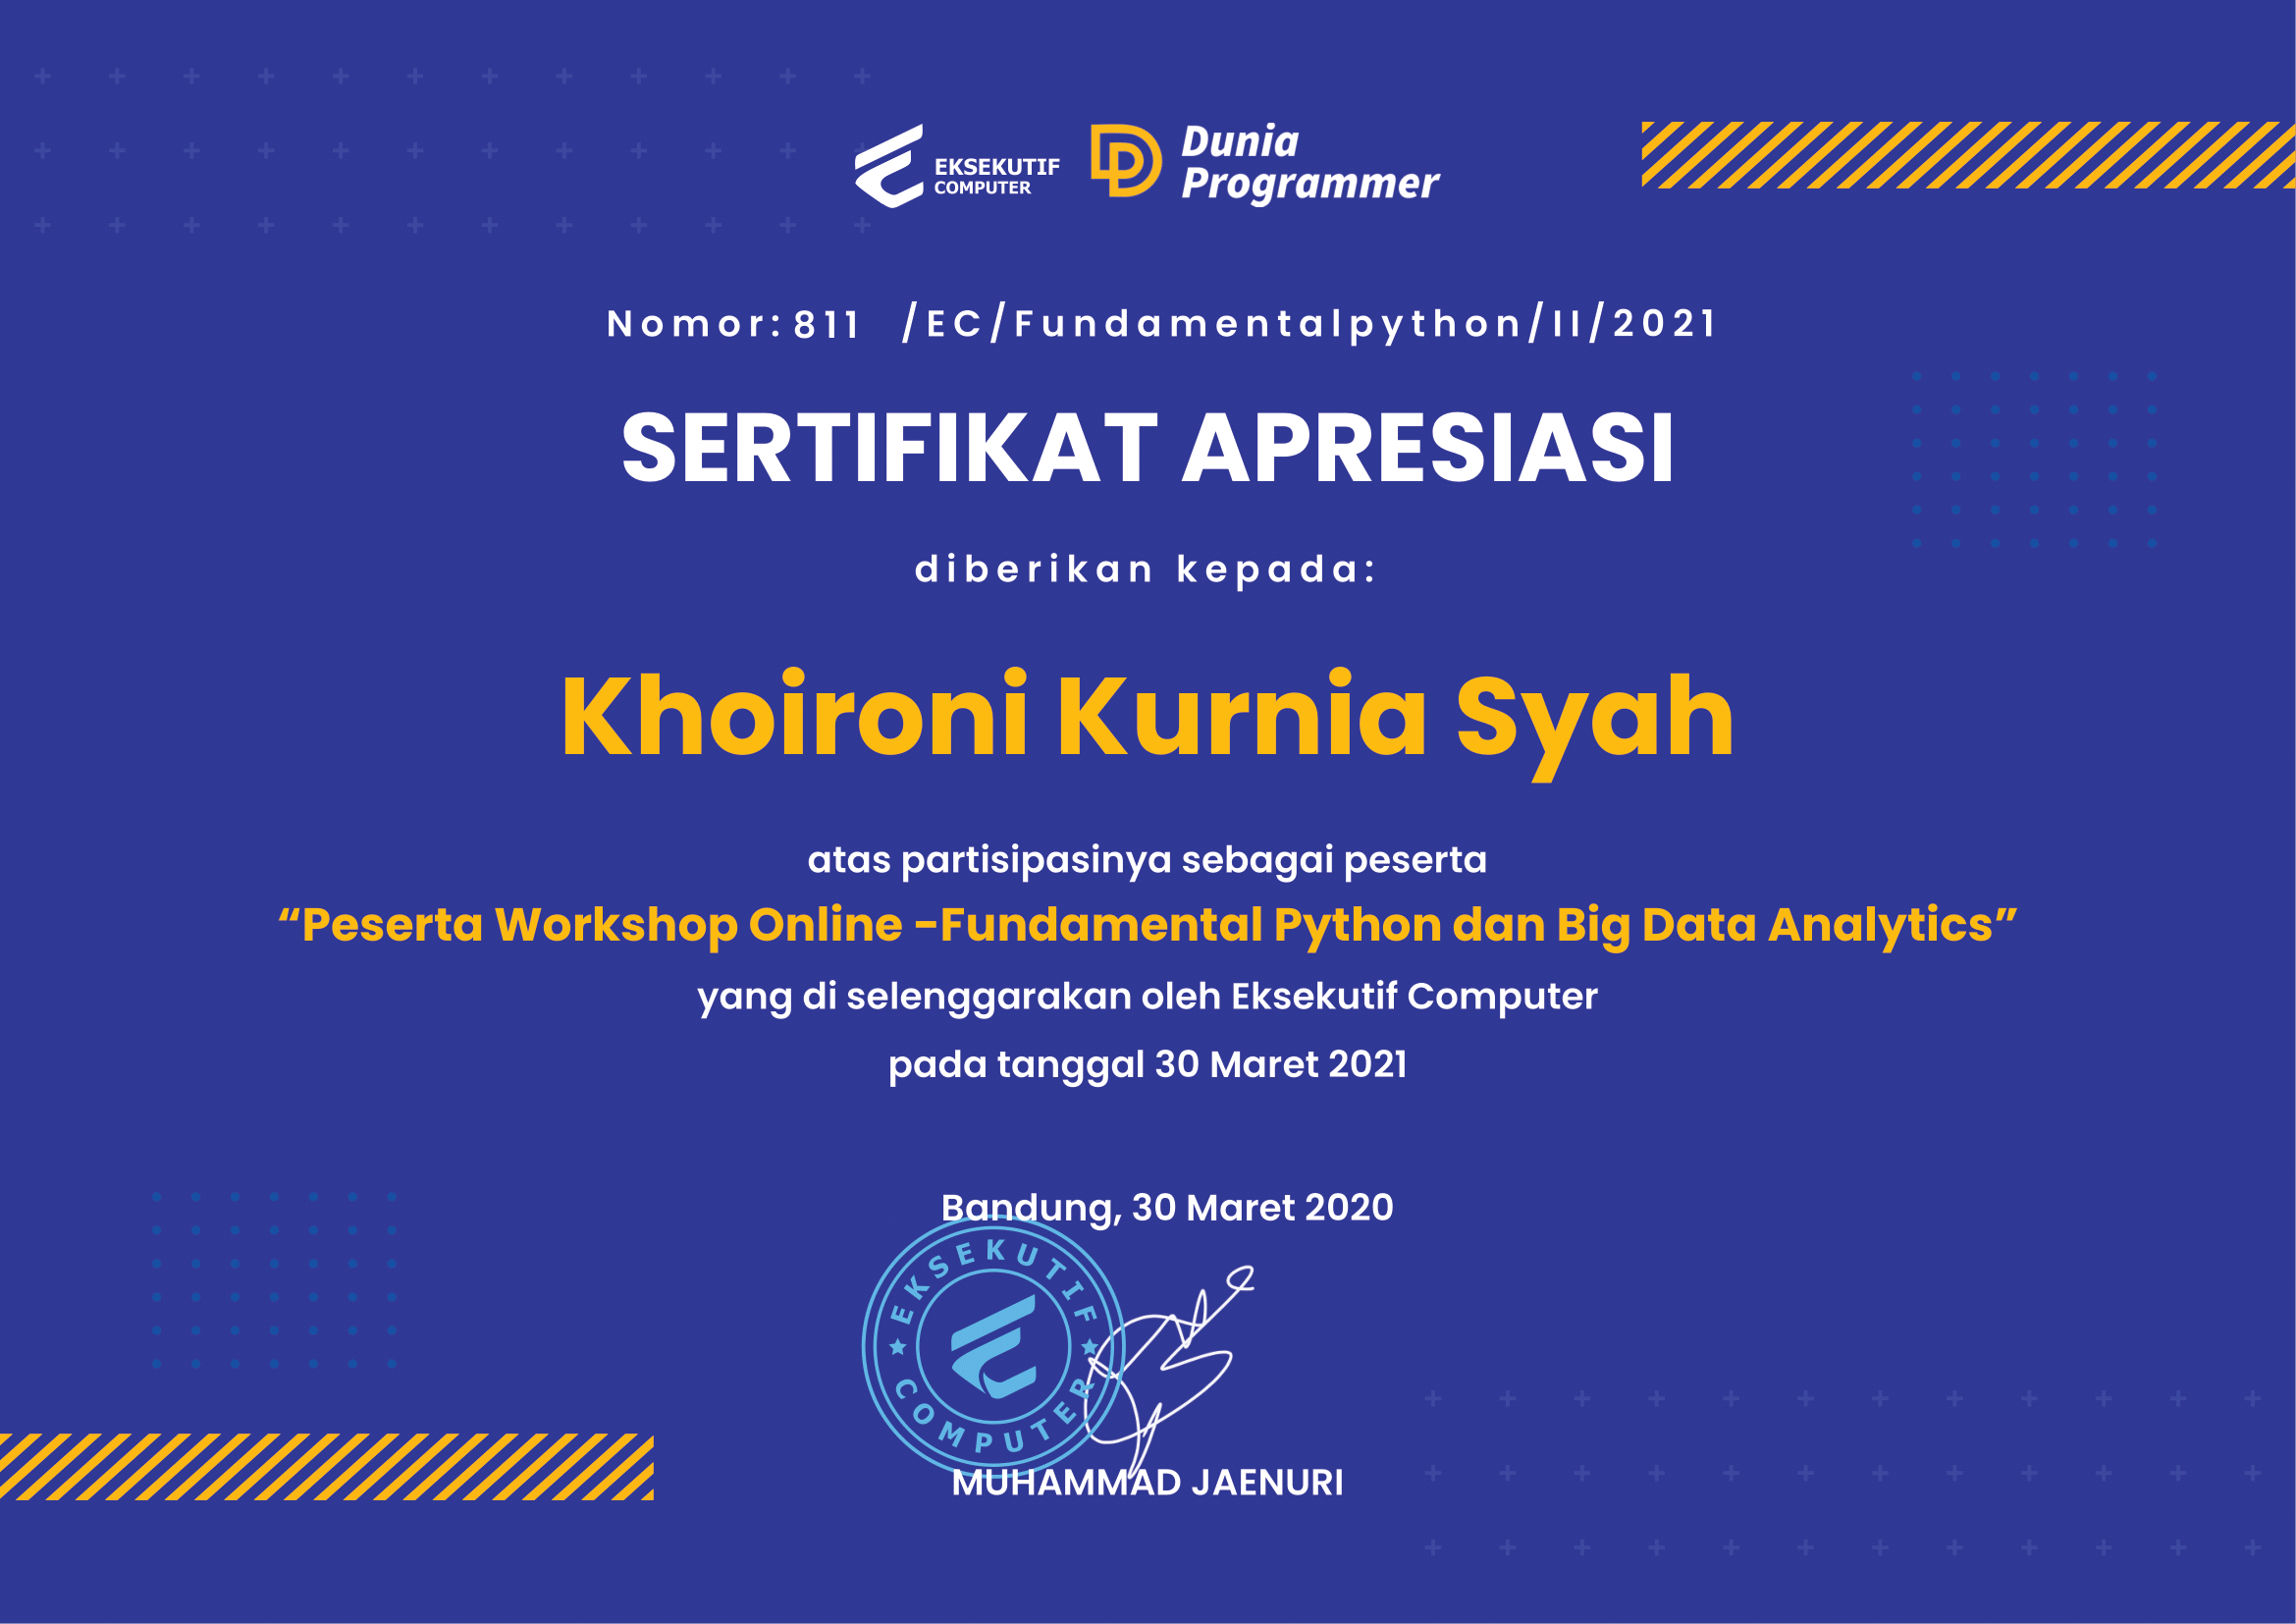 EKSEKUTIF
COMPUTER
Dunia
Programmer
Nomor: 811 /EC/Fundamentalpython/II/2021
SERTIFIKAT APRESIASI
diberikan kepada:
Khoironi Kurnia Syah
atas partisipasinya sebagai peserta
“Peserta Workshop Online -Fundamental Python dan Big Data Analytics”
yang di selenggarakan oleh Eksekutif Computer
pada tanggal 30 Maret 2021
Bandung, 30 Maret 2020
EKSEKUTIF
COMPUTER
MUHAMMAD JAENURI